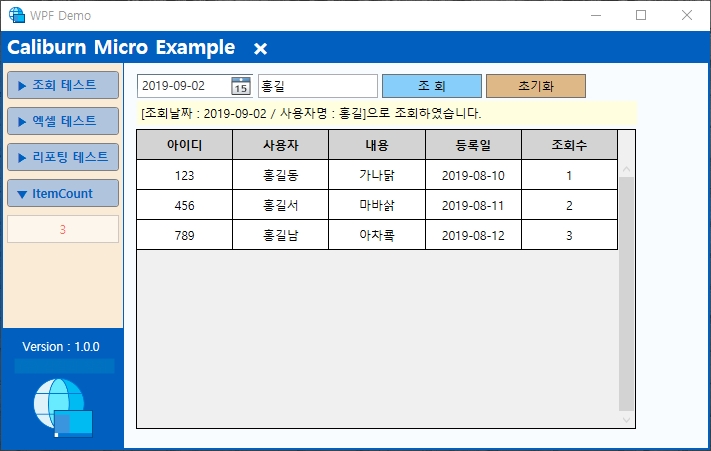 WPF Demo
Caliburn Micro Example
조회 테스트
엑셀 테스트
리포팅 테스트
ItemCount
3
Version : 1.0.0
2019-09-02 15 홍길 조 회 초기화
[조회날짜 : 2019-09-02 / 사용자명 : 홍길]으로 조회하였습니다.
아이디 사용자 내용 등록일 조회수
123 홍길동 가나닭 2019-08-10 1
456 홍길서 마바삵 2019-08-11 2
789 홍길남 2019-08-12 3